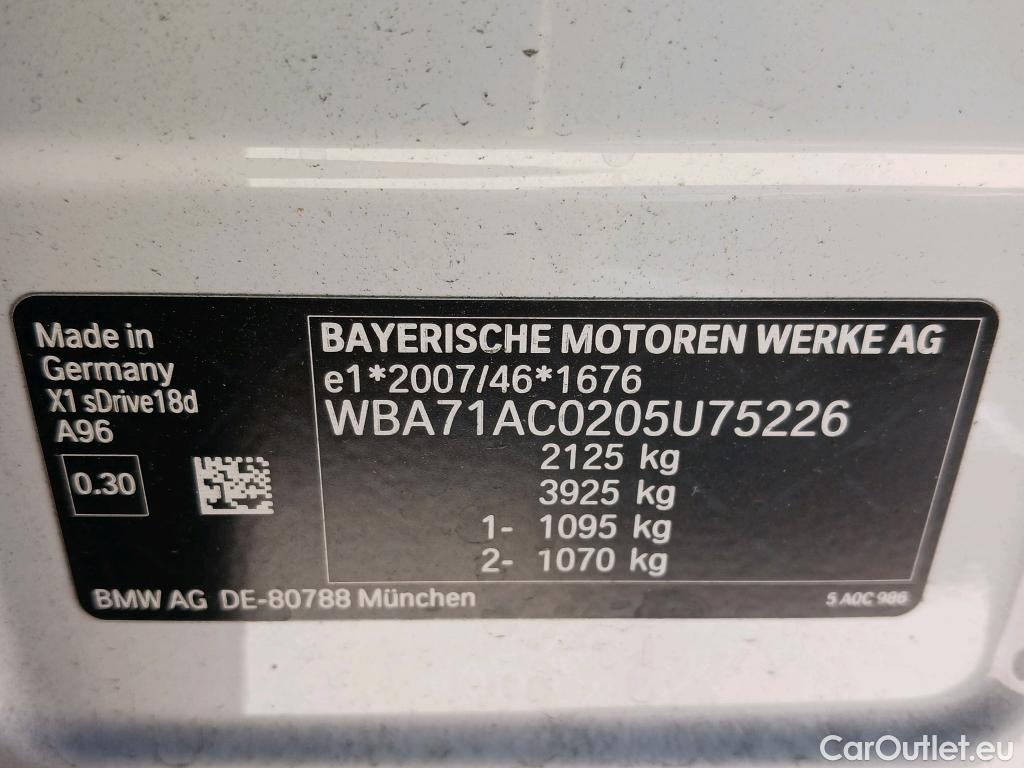 Made in
Germany
X1 sDrive18d
A96
0.30
BAYERISCHE MOTOREN WERKE AG
e1*2007/46*1676
WBA71AC0205U75226
2125 kg
3925 kg
1- 1095 kg
2- 1070 kg
BMW AG DE-80788 München
5 A0C 986
CarOutlet.eu